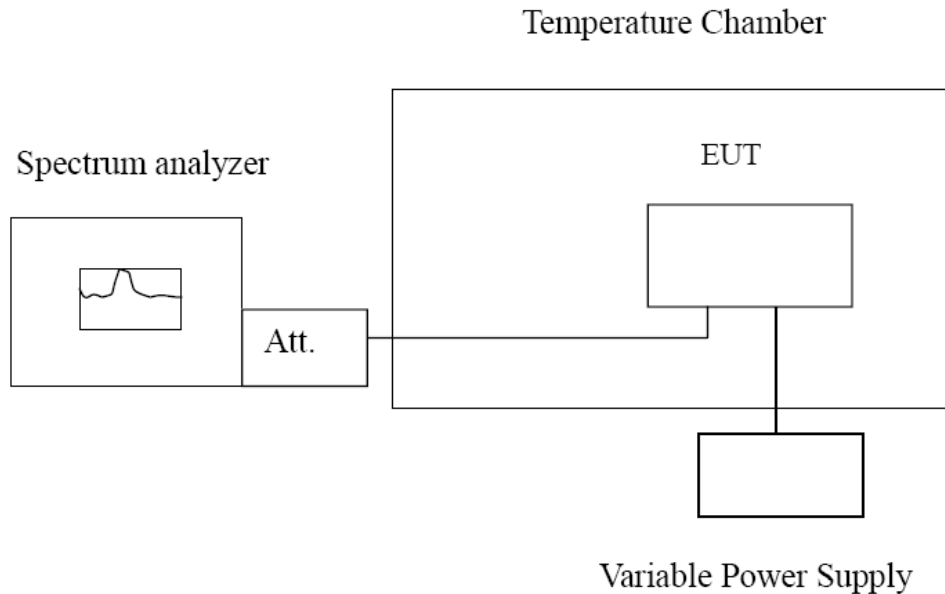 Temperature Chamber
EUT
Spectrum analyzer
Att.
Variable Power Supply